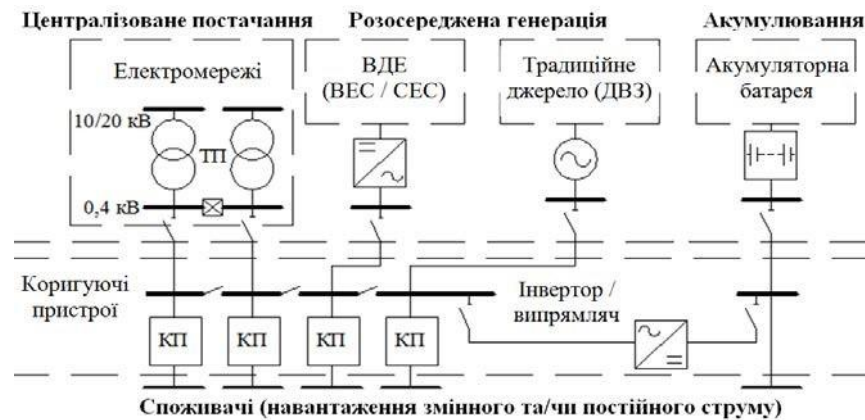 Централізоване постачання
Розосереджена генерація
Акумулювання
Електромережі
ВДЕ
(ВЕС / СЕС)
Традиційне
джерело (ДВЗ)
Акумуляторна
батарея
10/20 кВ
ТП
0,4 кВ
Коригуючі
пристрої
Інвертор /
випрямляч
КП
КП
КП
КП
Споживачі (навантаження змінного та/чи постійного струму)